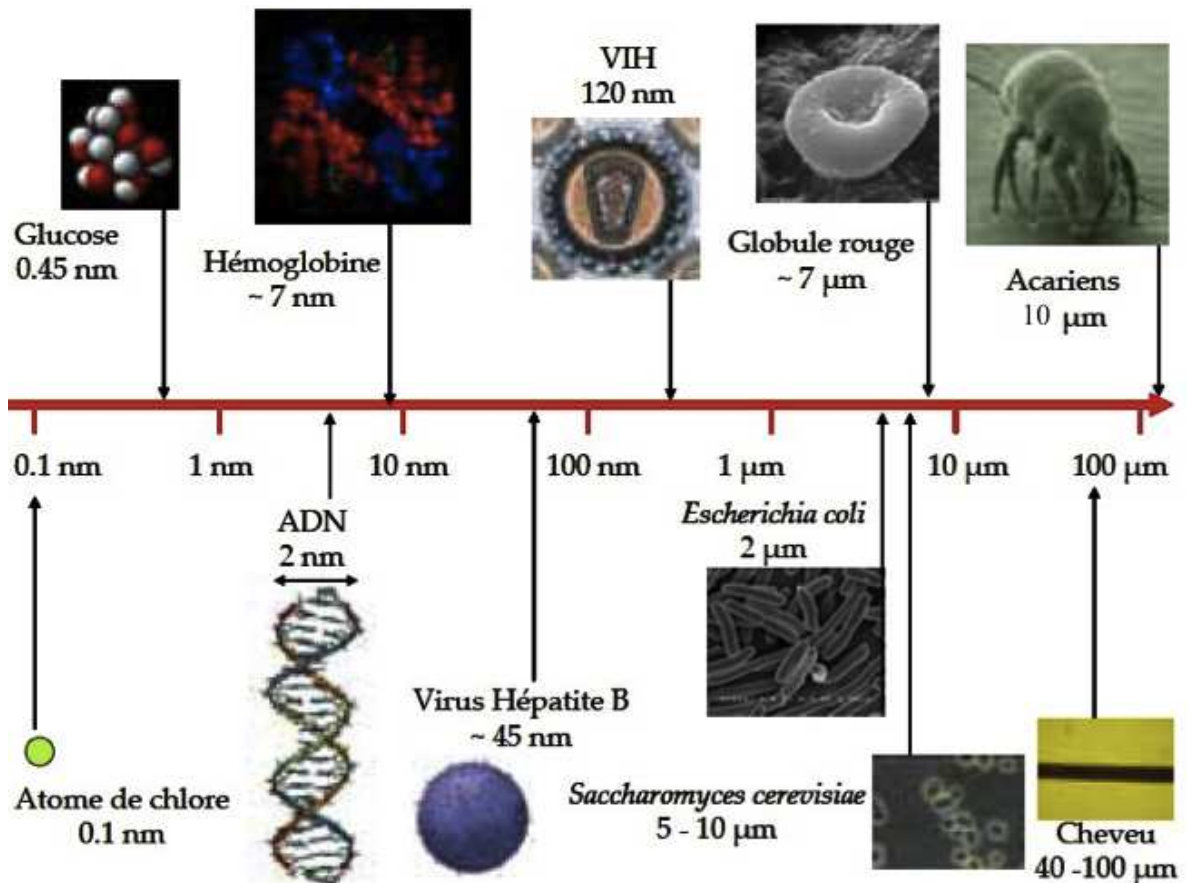 VIH
120 nm
Glucose
0.45 nm
Hémoglobine
~ 7 nm
Globule rouge
~ 7 µm
Acariens
10 µm
0.1 nm
1 nm
10 nm
100 nm
1 µm
10 µm
100 µm
ADN
2 nm
Escherichia coli
2 µm
Virus Hépatite B
~ 45 nm
Atome de chlore
0.1 nm
Saccharomyces cerevisiae
5 - 10 µm
Cheveu
40 -100 µm